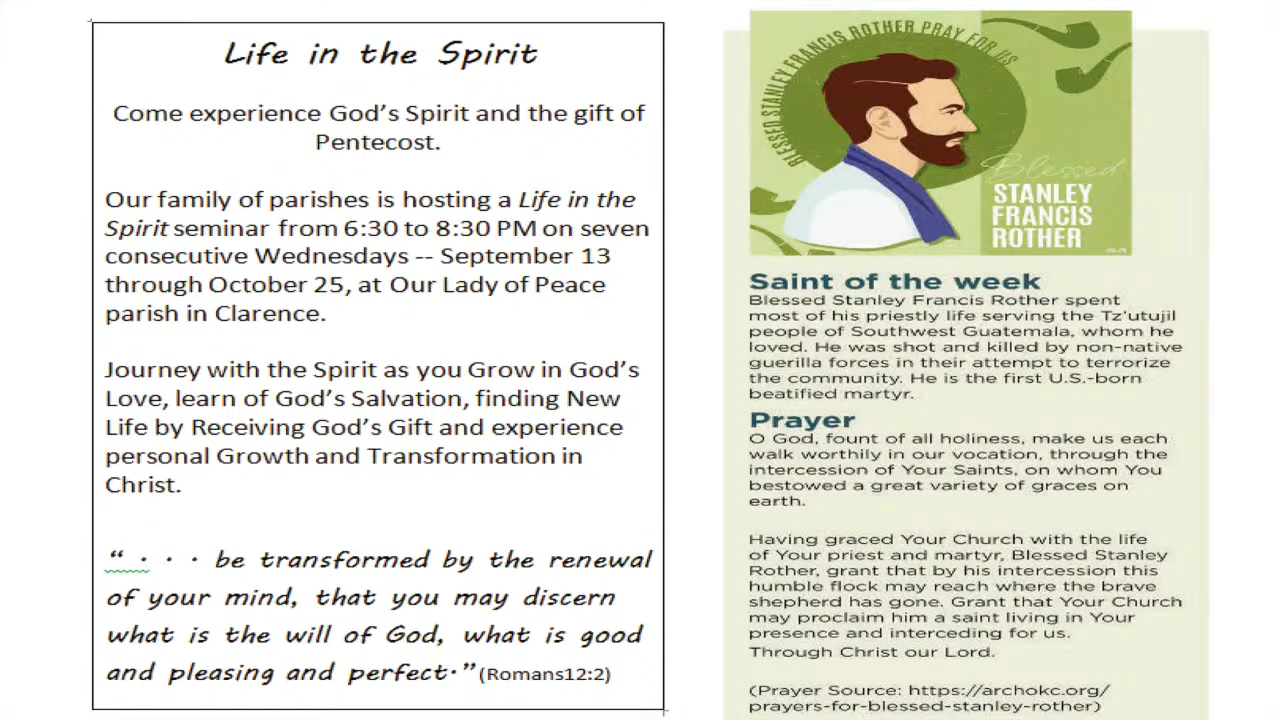 Life in the Spirit
Come experience God's Spirit and the gift of
Pentecost.
Our family of parishes is hosting a Life in the
Spirit seminar from 6:30 to 8:30 PM on seven
consecutive Wednesdays -- September 13
through October 25, at Our Lady of Peace
parish in Clarence.
Journey with the Spirit as you Grow in God's
Love, learn of God's Salvation, finding New
Life by Receiving God's Gift and experience
personal Growth and Transformation in
Christ.
“ · · · be transformed by the renewal
of your mind, that you may discern
what is the will of God, what is good
and pleasing and perfect.” (Romans12:2)
BLESSED STANLEY FRANCIS ROTHER PRAY FOR US
Blessed
STANLEY
FRANCIS
ROTHER
Saint of the week
Blessed Stanley Francis Rother spent
most of his priestly life serving the Tz'utujil
people of Southwest Guatemala, whom he
loved. He was shot and killed by non-native
guerilla forces in their attempt to terrorize
the community. He is the first U.S.-born
beatified martyr.
Prayer
O God, fount of all holiness, make us each
walk worthily in our vocation, through the
intercession of Your Saints, on whom You
bestowed a great variety of graces on
earth.
Having graced Your Church with the life
of Your priest and martyr, Blessed Stanley
Rother, grant that by his intercession this
humble flock may reach where the brave
shepherd has gone. Grant that Your Church
may proclaim him a saint living in Your
presence and interceding for us.
Through Christ our Lord.
(Prayer Source: https://archokc.org/
prayers-for-blessed-stanley-rother)